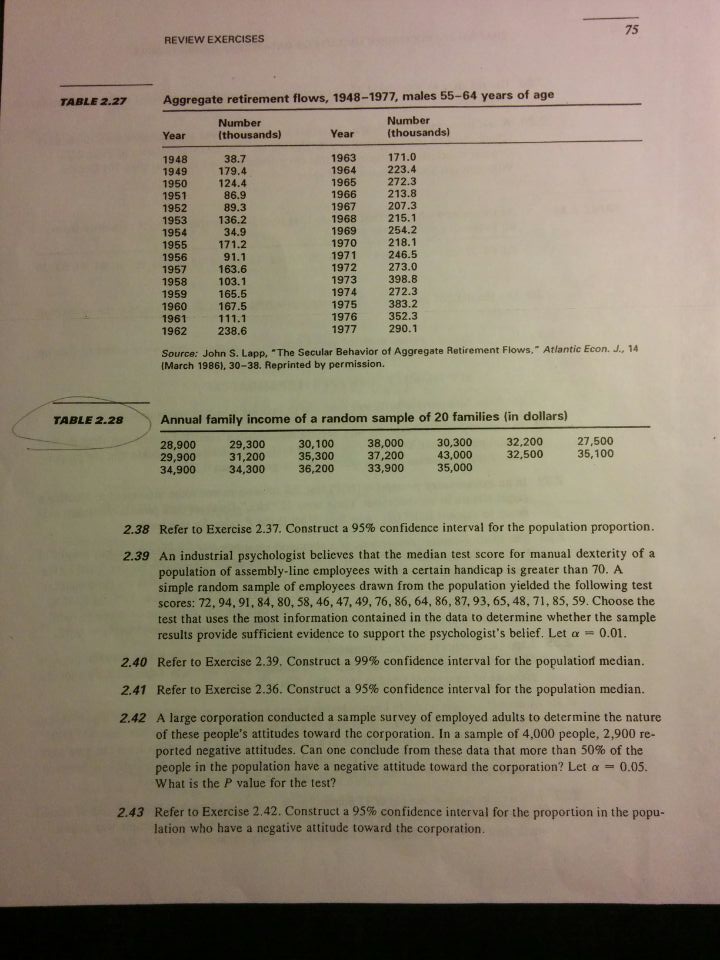 REVIEW EXERCISES
75
TABLE 2.27 Aggregate retirement flows, 1948–1977, males 55–64 years of age
Number Number
Year (thousands) Year (thousands)
1948 38.7 1963 171.0
1949 179.4 1964 223.4
1950 124.4 1965 272.3
1951 86.9 1966 213.8
1952 89.3 1967 207.3
1953 136.2 1968 215.1
1954 34.9 1969 254.2
1955 171.2 1970 218.1
1956 91.1 1971 246.5
1957 163.6 1972 273.0
1958 103.1 1973 398.8
1959 165.5 1974 272.3
1960 167.5 1975 383.2
1961 111.1 1976 352.3
1962 238.6 1977 290.1
Source: John S. Lapp, "The Secular Behavior of Aggregate Retirement Flows," Atlantic Econ. J., 14
(March 1986), 30–38. Reprinted by permission.
TABLE 2.28 Annual family income of a random sample of 20 families (in dollars)
28,900 29,300 30,100 38,000 30,300 32,200 27,500
29,900 31,200 35,300 37,200 43,000 32,500 35,100
34,900 34,300 36,200 33,900 35,000
2.38 Refer to Exercise 2.37. Construct a 95% confidence interval for the population proportion.
2.39 An industrial psychologist believes that the median test score for manual dexterity of a
population of assembly-line employees with a certain handicap is greater than 70. A
simple random sample of employees drawn from the population yielded the following test
scores: 72, 94, 91, 84, 80, 58, 46, 47, 49, 76, 86, 64, 86, 87, 93, 65, 48, 71, 85, 59. Choose the
test that uses the most information contained in the data to determine whether the sample
results provide sufficient evidence to support the psychologist's belief. Let α = 0.01.
2.40 Refer to Exercise 2.39. Construct a 99% confidence interval for the population median.
2.41 Refer to Exercise 2.36. Construct a 95% confidence interval for the population median.
2.42 A large corporation conducted a sample survey of employed adults to determine the nature
of these people's attitudes toward the corporation. In a sample of 4,000 people, 2,900 re-
ported negative attitudes. Can one conclude from these data that more than 50% of the
people in the population have a negative attitude toward the corporation? Let α = 0.05.
What is the P value for the test?
2.43 Refer to Exercise 2.42. Construct a 95% confidence interval for the proportion in the popu-
lation who have a negative attitude toward the corporation.